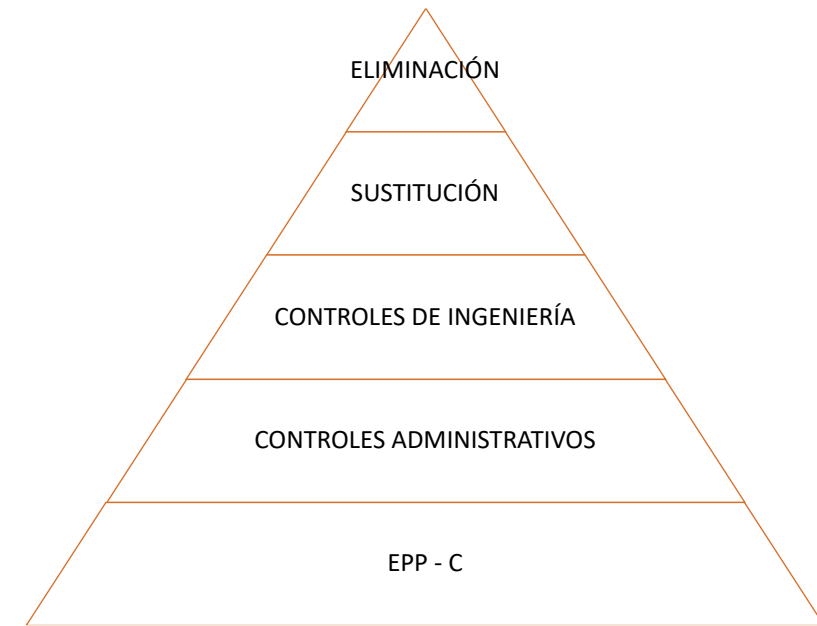 ELIMINACIÓN
SUSTITUCIÓN
CONTROLES DE INGENIERÍA
CONTROLES ADMINISTRATIVOS
EPP - C